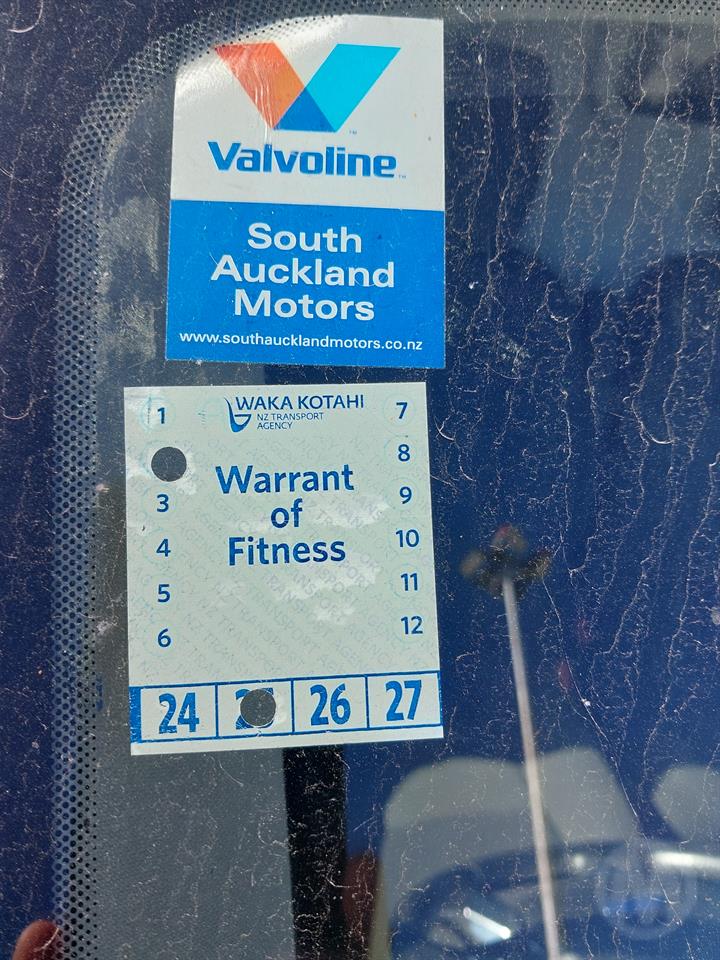 Valvoline™
South
Auckland
Motors
www.southaucklandmotors.co.nz
WAKA KOTAHI
NZ TRANSPORT
AGENCY
1
3
4
5
6
7
8
9
10
11
12
Warrant
of
Fitness
24 26 27